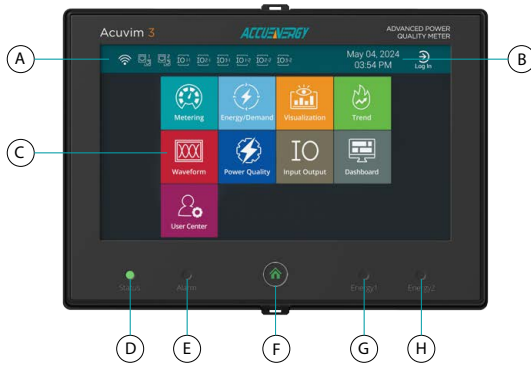 Acuvim 3
ACCUENERGY
ADVANCED POWER
QUALITY METER
A
May 04, 2024
03:54 PM
Log In
B
Metering
Energy/Demand
Visualization
Trend
C
Waveform
Power Quality
IO
Input Output
Dashboard
User Center
Status
Alarm
Energy1
Energy2
D
E
F
G
H